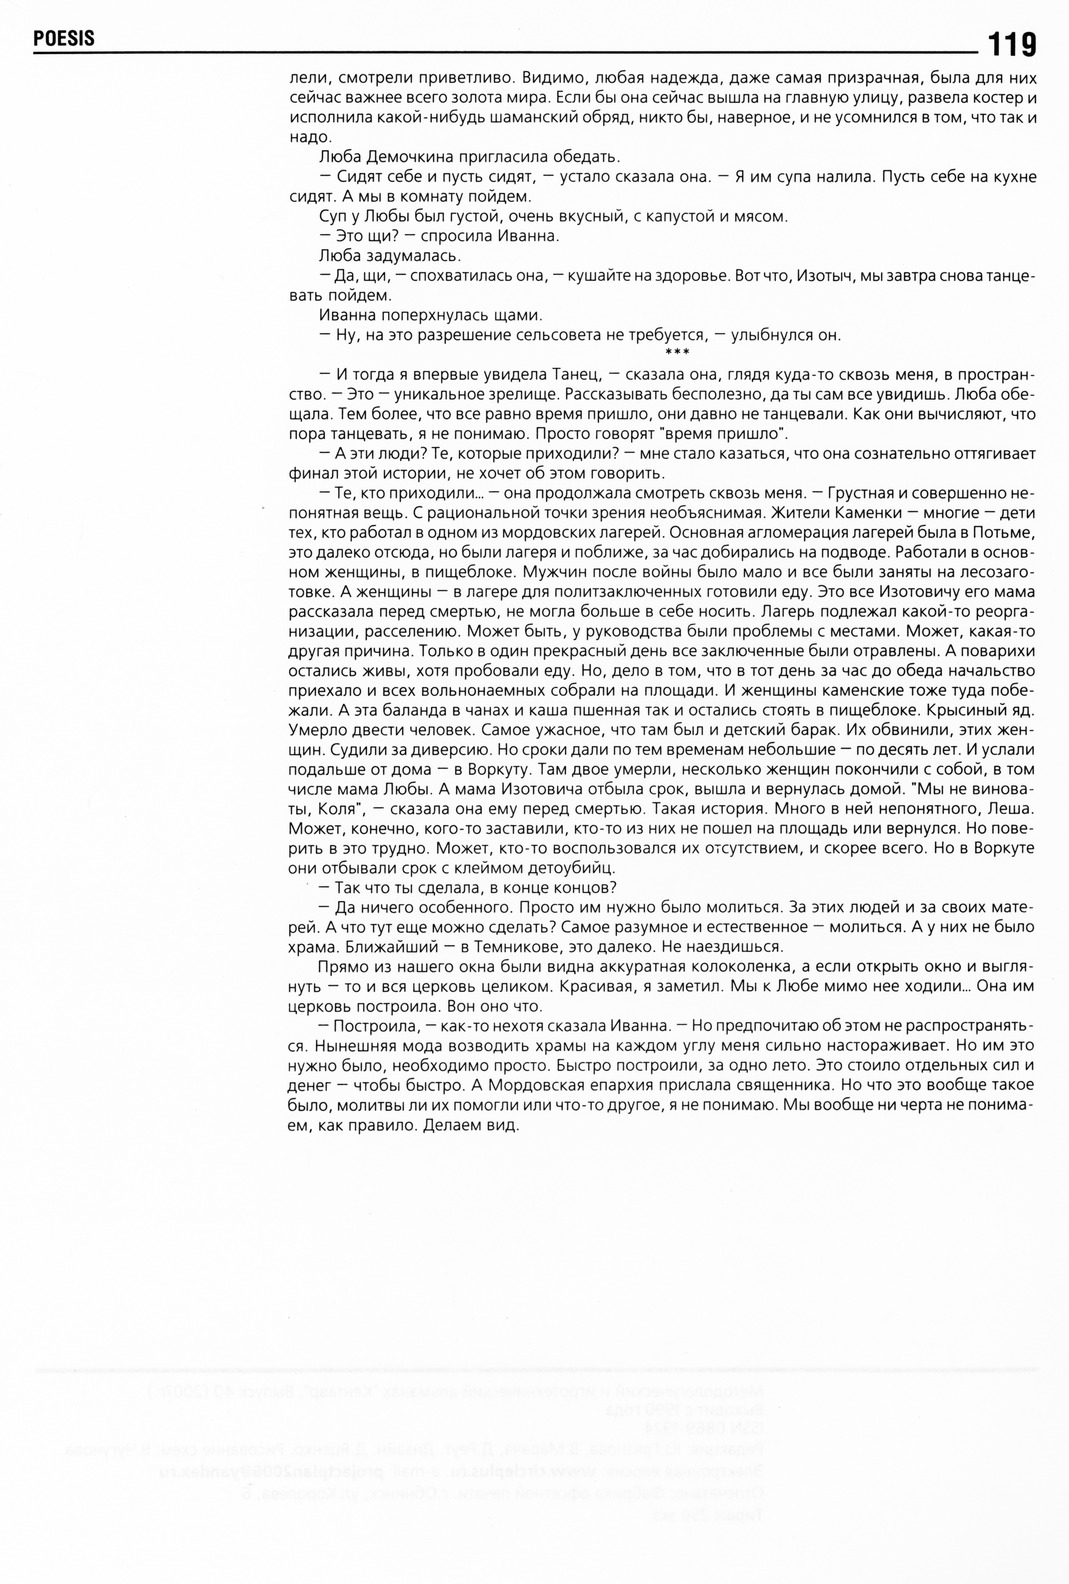 POESIS
119
лели, смотрели приветливо. Видимо, любая надежда, даже самая призрачная, была для них
сейчас важнее всего золота мира. Если бы она сейчас вышла на главную улицу, развела костер и
исполнила какой-нибудь шаманский обряд, никто бы, наверное, и не усомнился в том, что так и
надо.
Люба Демочкина пригласила обедать.
— Сидят себе и пусть сидят, — устало сказала она. — Я им супа налила. Пусть себе на кухне
сидят. А мы в комнату пойдем.
Суп у Любы был густой, очень вкусный, с капустой и мясом.
— Это щи? — спросила Иванна.
Люба задумалась.
— Да, щи, — спохватилась она, — кушайте на здоровье. Вот что, Изотыч, мы завтра снова танце-
вать пойдем.
Иванна поперхнулась щами.
— Ну, на это разрешение сельсовета не требуется, — улыбнулся он.
***
— И тогда я впервые увидела Танец, — сказала она, глядя куда-то сквозь меня, в простран-
ство. — Это — уникальное зрелище. Рассказывать бесполезно, да ты сам все увидишь. Люба обе-
щала. Тем более, что все равно время пришло, они давно не танцевали. Как они вычисляют, что
пора танцевать, я не понимаю. Просто говорят "время пришло".
— А эти люди? Те, которые приходили? — мне стало казаться, что она сознательно оттягивает
финал этой истории, не хочет об этом говорить.
— Те, кто приходили... — она продолжала смотреть сквозь меня. — Грустная и совершенно не-
понятная вещь. С рациональной точки зрения необъяснимая. Жители Каменки — многие — дети
тех, кто работал в одном из мордовских лагерей. Основная агломерация лагерей была в Потьме,
это далеко отсюда, но были лагеря и поближе, за час добирались на подводе. Работали в основ-
ном женщины, в пищеблоке. Мужчин после войны было мало и все были заняты на лесозаго-
товке. А женщины — в лагере для политзаключенных готовили еду. Это все Изотовичу его мама
рассказала перед смертью, не могла больше в себе носить. Лагерь подлежал какой-то реорга-
низации, расселению. Может быть, у руководства были проблемы с местами. Может, какая-то
другая причина. Только в один прекрасный день все заключенные были отравлены. А поварихи
остались живы, хотя пробовали еду. Но, дело в том, что в тот день за час до обеда начальство
приехало и всех вольнонаемных собрали на площади. И женщины каменские тоже туда побе-
жали. А эта баланда в чанах и каша пшенная так и остались стоять в пищеблоке. Крысиный яд.
Умерло двести человек. Самое ужасное, что там был и детский барак. Их обвинили, этих жен-
щин. Судили за диверсию. Но сроки дали по тем временам небольшие — по десять лет. И услали
подальше от дома — в Воркуту. Там двое умерли, несколько женщин покончили с собой, в том
числе мама Любы. А мама Изотовича отбыла срок, вышла и вернулась домой. "Мы не винова-
ты, Коля", — сказала она ему перед смертью. Такая история. Много в ней непонятного, Леша.
Может, конечно, кого-то заставили, кто-то из них не пошел на площадь или вернулся. Но пове-
рить в это трудно. Может, кто-то воспользовался их отсутствием, и скорее всего. Но в Воркуте
они отбывали срок с клеймом детоубийц.
— Так что ты сделала, в конце концов?
— Да ничего особенного. Просто им нужно было молиться. За этих людей и за своих мате-
рей. А что тут еще можно сделать? Самое разумное и естественное — молиться. А у них не было
храма. Ближайший — в Темникове, это далеко. Не наездишься.
Прямо из нашего окна были видна аккуратная колоколенка, а если открыть окно и выгля-
нуть — то и вся церковь целиком. Красивая, я заметил. Мы к Любе мимо нее ходили... Она им
церковь построила. Вон оно что.
— Построила, — как-то нехотя сказала Иванна. — Но предпочитаю об этом не распространять-
ся. Нынешняя мода возводить храмы на каждом углу меня сильно настораживает. Но им это
нужно было, необходимо просто. Быстро построили, за одно лето. Это стоило отдельных сил и
денег — чтобы быстро. А Мордовская епархия прислала священника. Но что это вообще такое
было, молитвы ли их помогли или что-то другое, я не понимаю. Мы вообще ни черта не понима-
ем, как правило. Делаем вид.